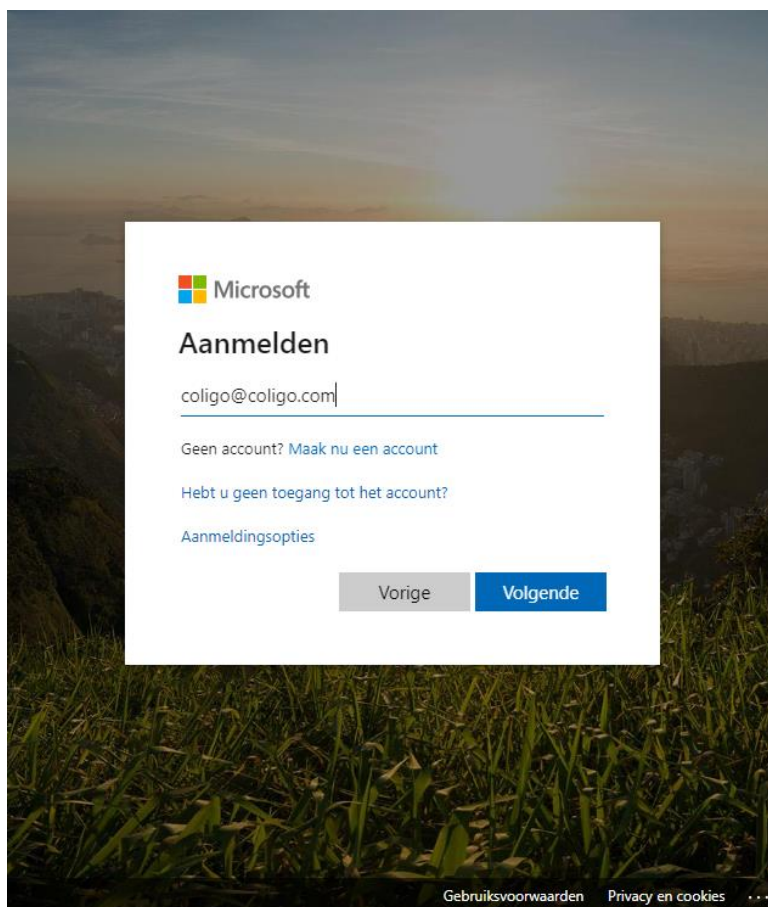 Microsoft
Aanmelden
coligo@coligo.com
Geen account? Maak nu een account
Hebt u geen toegang tot het account?
Aanmeldingsopties
Vorige Volgende
Gebruiksvoorwaarden Privacy en cookies ...